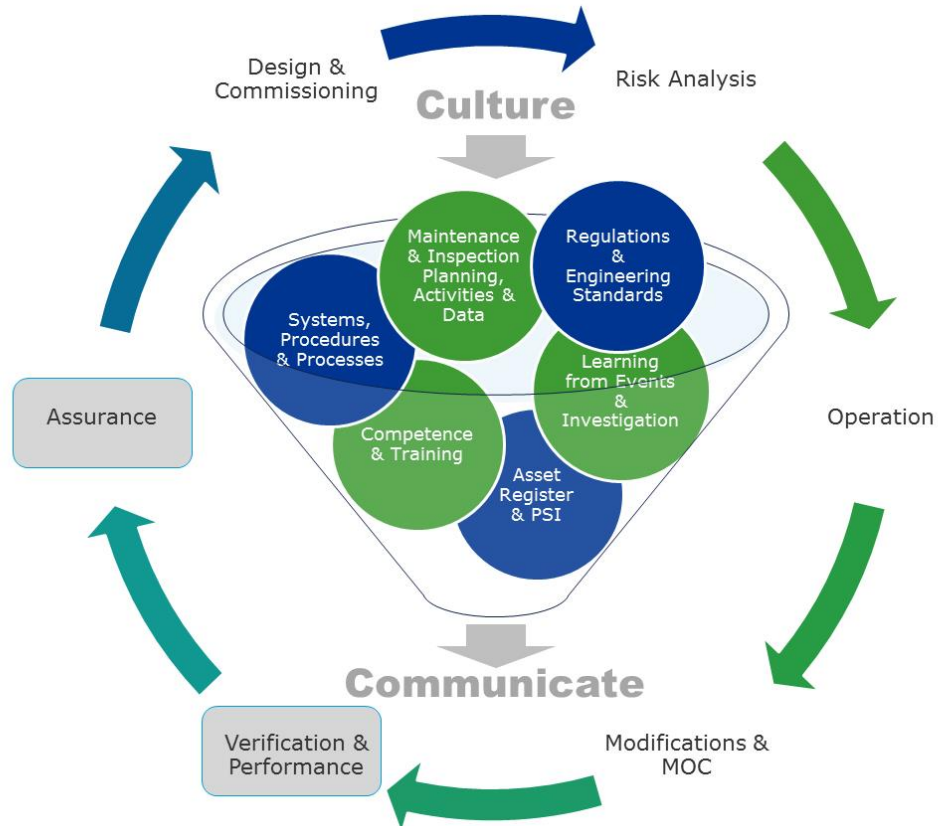 Design &
Commissioning
Risk Analysis
Culture
Maintenance
& Inspection
Planning,
Activities &
Data
Regulations
&
Engineering
Standards
Systems,
Procedures
& Processes
Learning
from Events
&
Investigation
Assurance
Competence
& Training
Operation
Asset
Register
& PSI
Communicate
Verification &
Performance
Modifications &
MOC